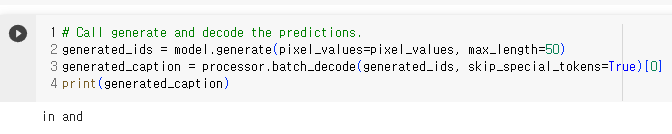 1 # Call generate and decode the predictions.
2 generated_ids = model.generate(pixel_values=pixel_values, max_length=50)
3 generated_caption = processor.batch_decode(generated_ids, skip_special_tokens=True)[0]
4 print(generated_caption)
in and